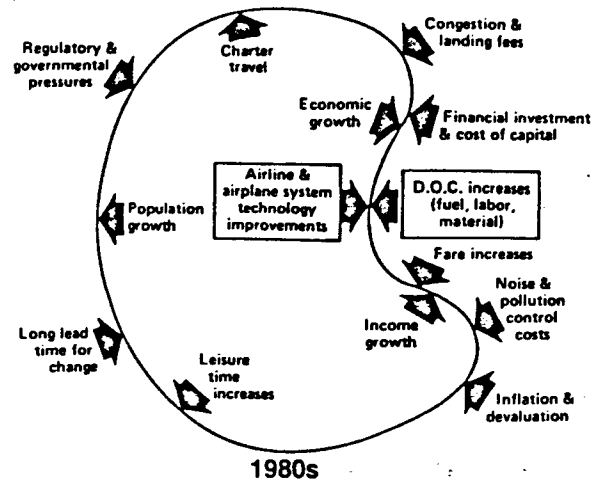 Congestion &
landing fees
Regulatory &
governmental
pressures
Charter
travel
Economic
growth
Financial investment
& cost of capital
Airline &
airplane system
technology
improvements
D.O.C. increases
(fuel, labor,
material)
Population
growth
Fare increases
Noise &
pollution
control
costs
Income
growth
Long lead
time for
change
Leisure
time
increases
Inflation &
devaluation
1980s